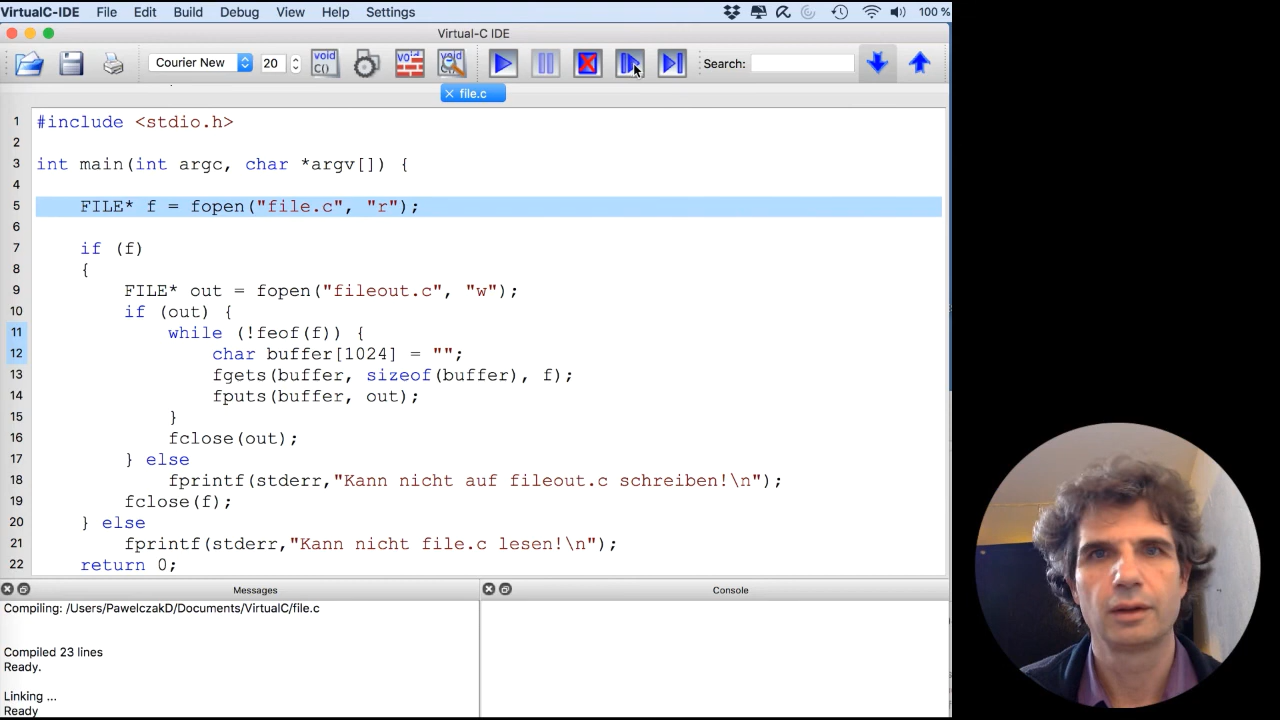 VirtualC-IDE File Edit Build Debug View Help Settings 100 %
Virtual-C IDE
Courier New 20 void C() void void Search:
file.c
1 #include <stdio.h>
2
3 int main(int argc, char *argv[]) {
4
5 FILE* f = fopen("file.c", "r");
6
7 if (f)
8 {
9 FILE* out = fopen("fileout.c", "w");
10 if (out) {
11 while (!feof(f)) {
12 char buffer[1024] = "";
13 fgets(buffer, sizeof(buffer), f);
14 fputs(buffer, out);
15 }
16 fclose(out);
17 } else
18 fprintf(stderr,"Kann nicht auf fileout.c schreiben!\n");
19 fclose(f);
20 } else
21 fprintf(stderr,"Kann nicht file.c lesen!\n");
22 return 0;
Messages
Compiling: /Users/PawelczakD/Documents/VirtualC/file.c
Compiled 23 lines
Ready.
Linking ...
Ready
Console